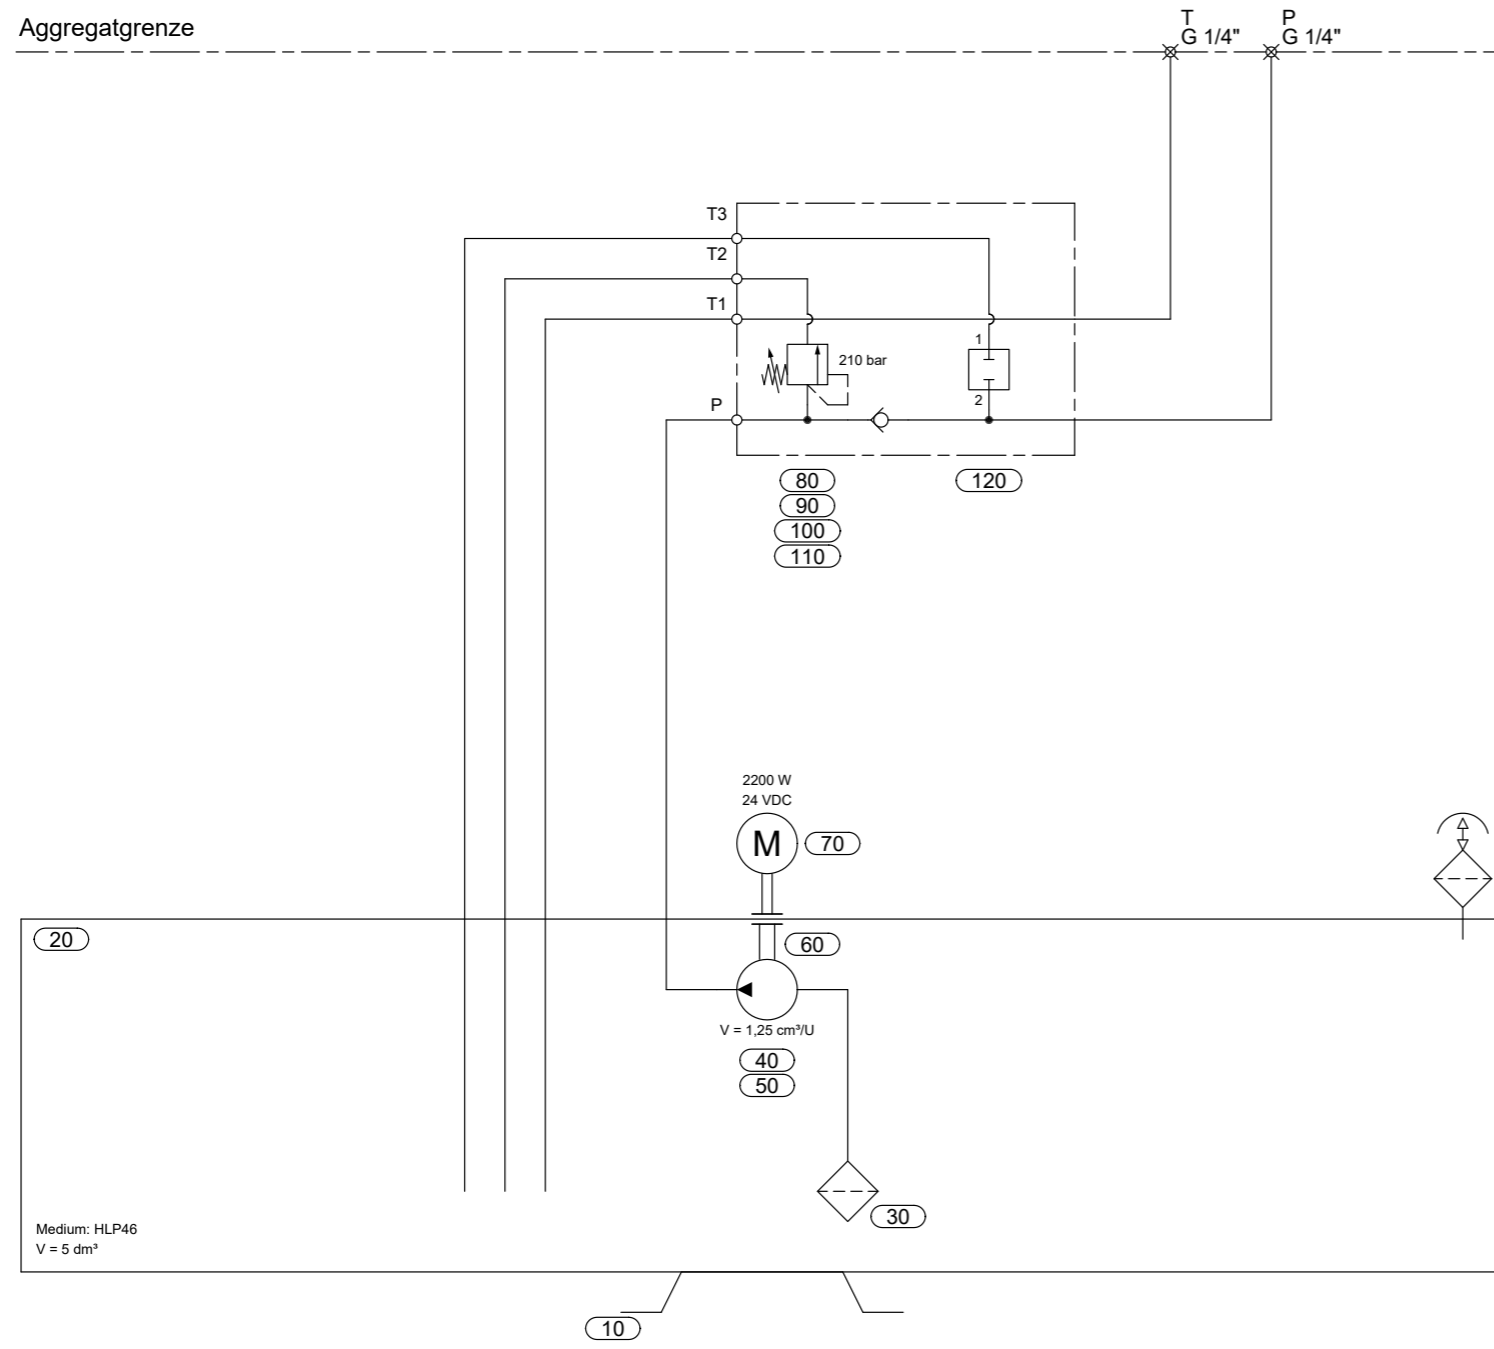 Aggregatgrenze
T
G 1/4"
P
G 1/4"
T3
T2
T1
1
210 bar
2
P
80
120
90
100
110
2200 W
24 VDC
M
70
20
60
V = 1,25 cm³/U
40
50
30
Medium: HLP46
V = 5 dm³
10